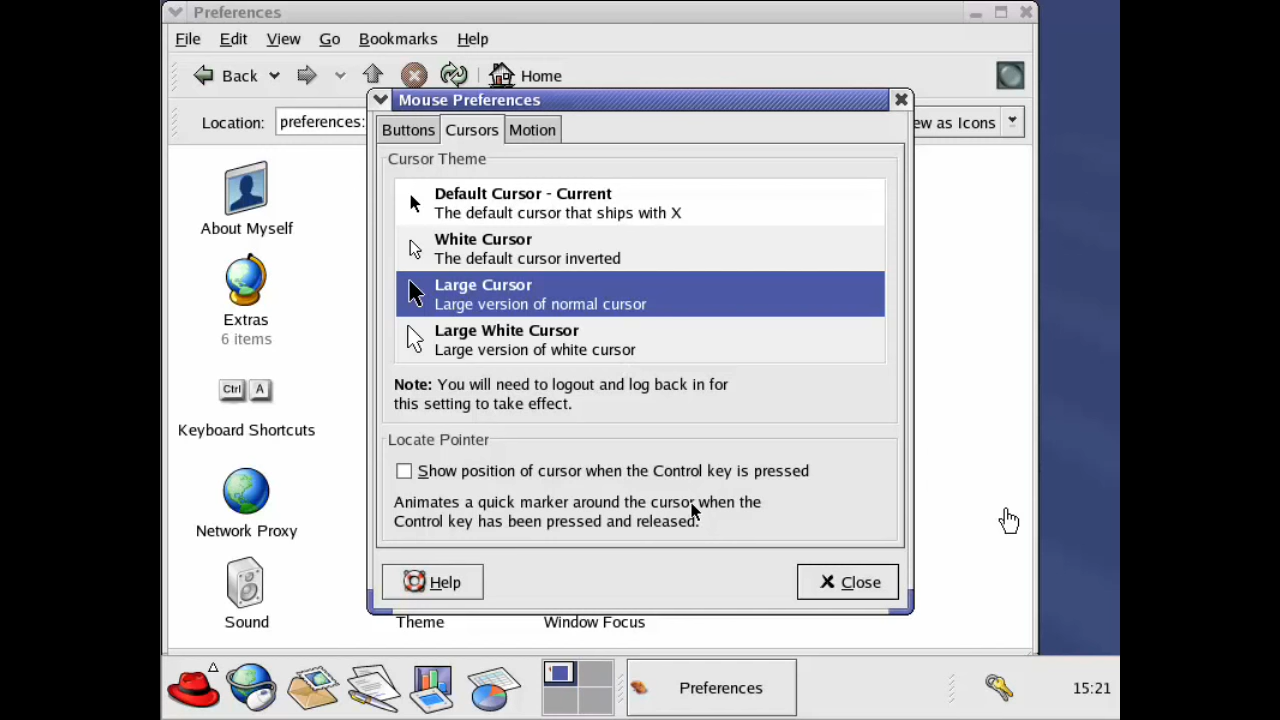 Preferences
File Edit View Go Bookmarks Help
Back Home
Mouse Preferences
Location: preferences: ew as Icons
Buttons Cursors Motion
Cursor Theme
Default Cursor - Current
The default cursor that ships with X
White Cursor
The default cursor inverted
Large Cursor
Large version of normal cursor
Large White Cursor
Large version of white cursor
Note: You will need to logout and log back in for
this setting to take effect.
Locate Pointer
Show position of cursor when the Control key is pressed
Animates a quick marker around the cursor when the
Control key has been pressed and released.
Help Close
About Myself
Extras
6 items
Ctrl A
Keyboard Shortcuts
Network Proxy
Sound Theme Window Focus
Preferences 15:21